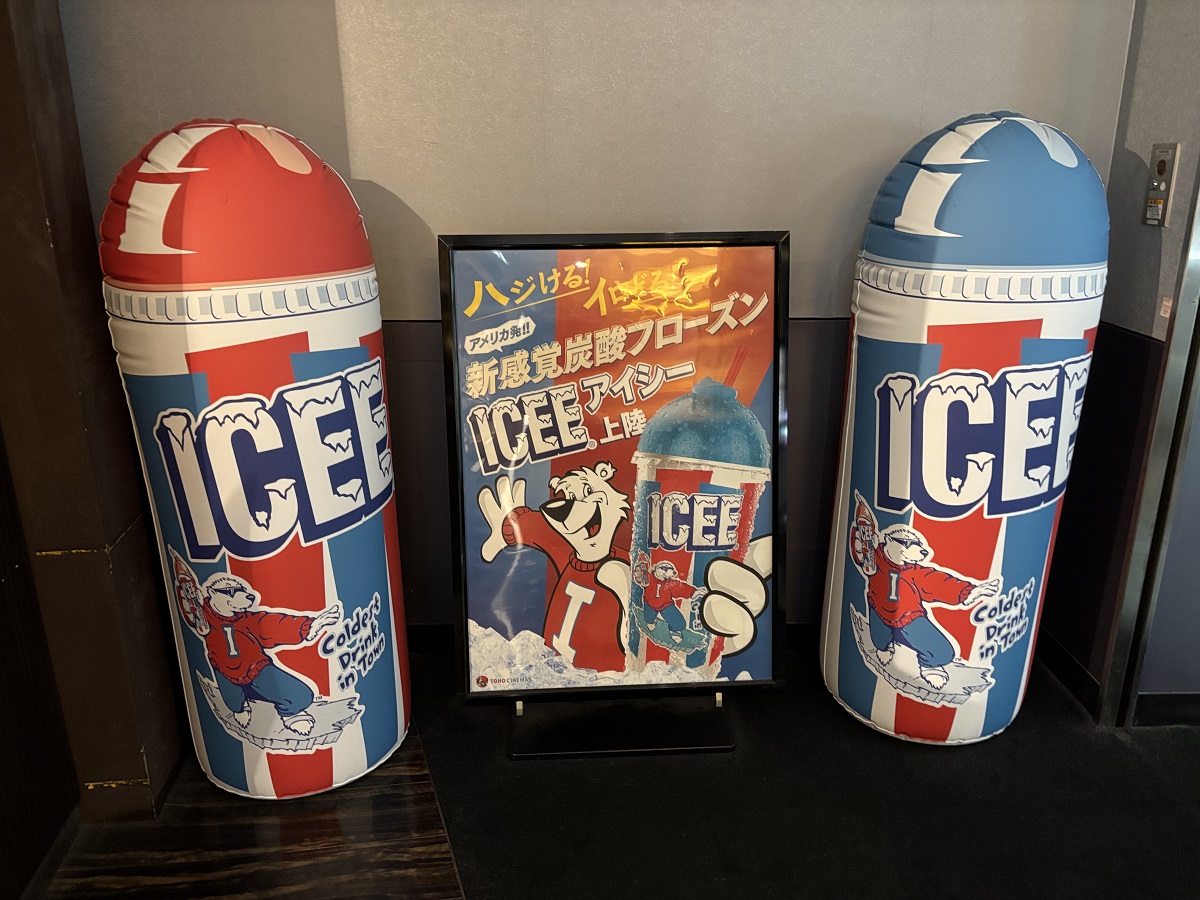 ICEE
Coldest
Drink
in Town
I
ハジける!
アメリカ発!!
新感覚炭酸フローズン
ICEE アイシー
上陸
ICEE
I
TOHO CINEMAS
ICEE
Coldest
Drink
in Town
I